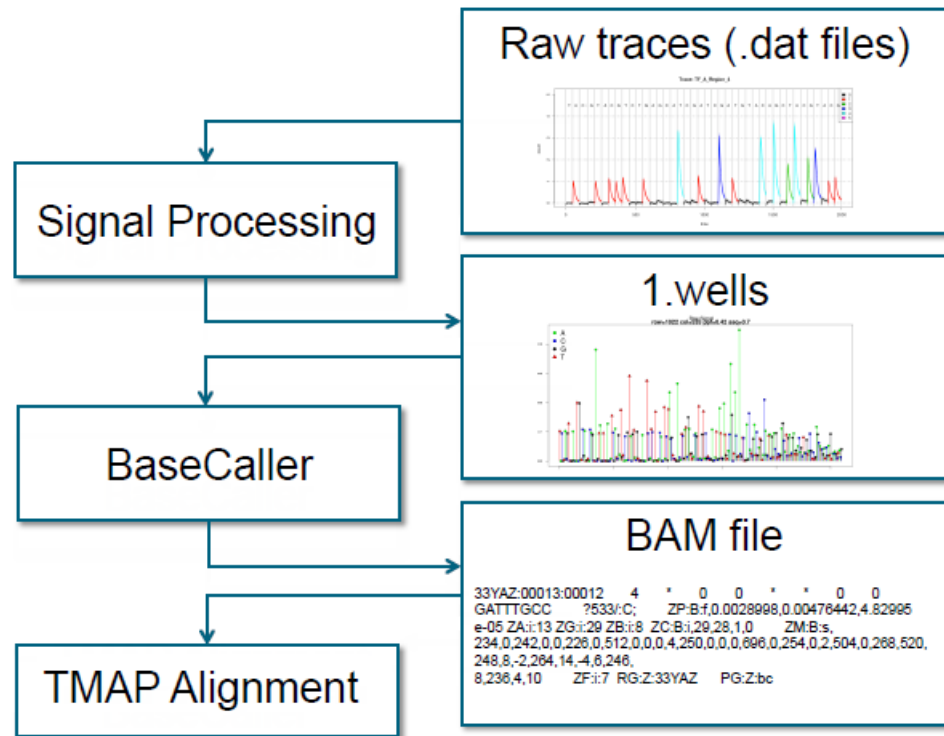 Raw traces (.dat files)
Trace: TF_A_Region_4
Signal Processing
1.wells
A
C
G
T
BaseCaller
BAM file
33YAZ:00013:00012 4 * 0 0 * * 0 0
GATTTGCC ?533/:C; ZP:B:f,0.0028998,0.00476442,4.82995
e-05 ZA:i:13 ZG:i:29 ZB:i:8 ZC:B:i,29,28,1,0 ZM:B:s,
234,0,242,0,0,226,0,512,0,0,0,4,250,0,0,0,696,0,254,0,2,504,0,268,520,
248,8,-2,264,14,-4,6,246,
8,236,4,10 ZF:i:7 RG:Z:33YAZ PG:Z:bc
TMAP Alignment